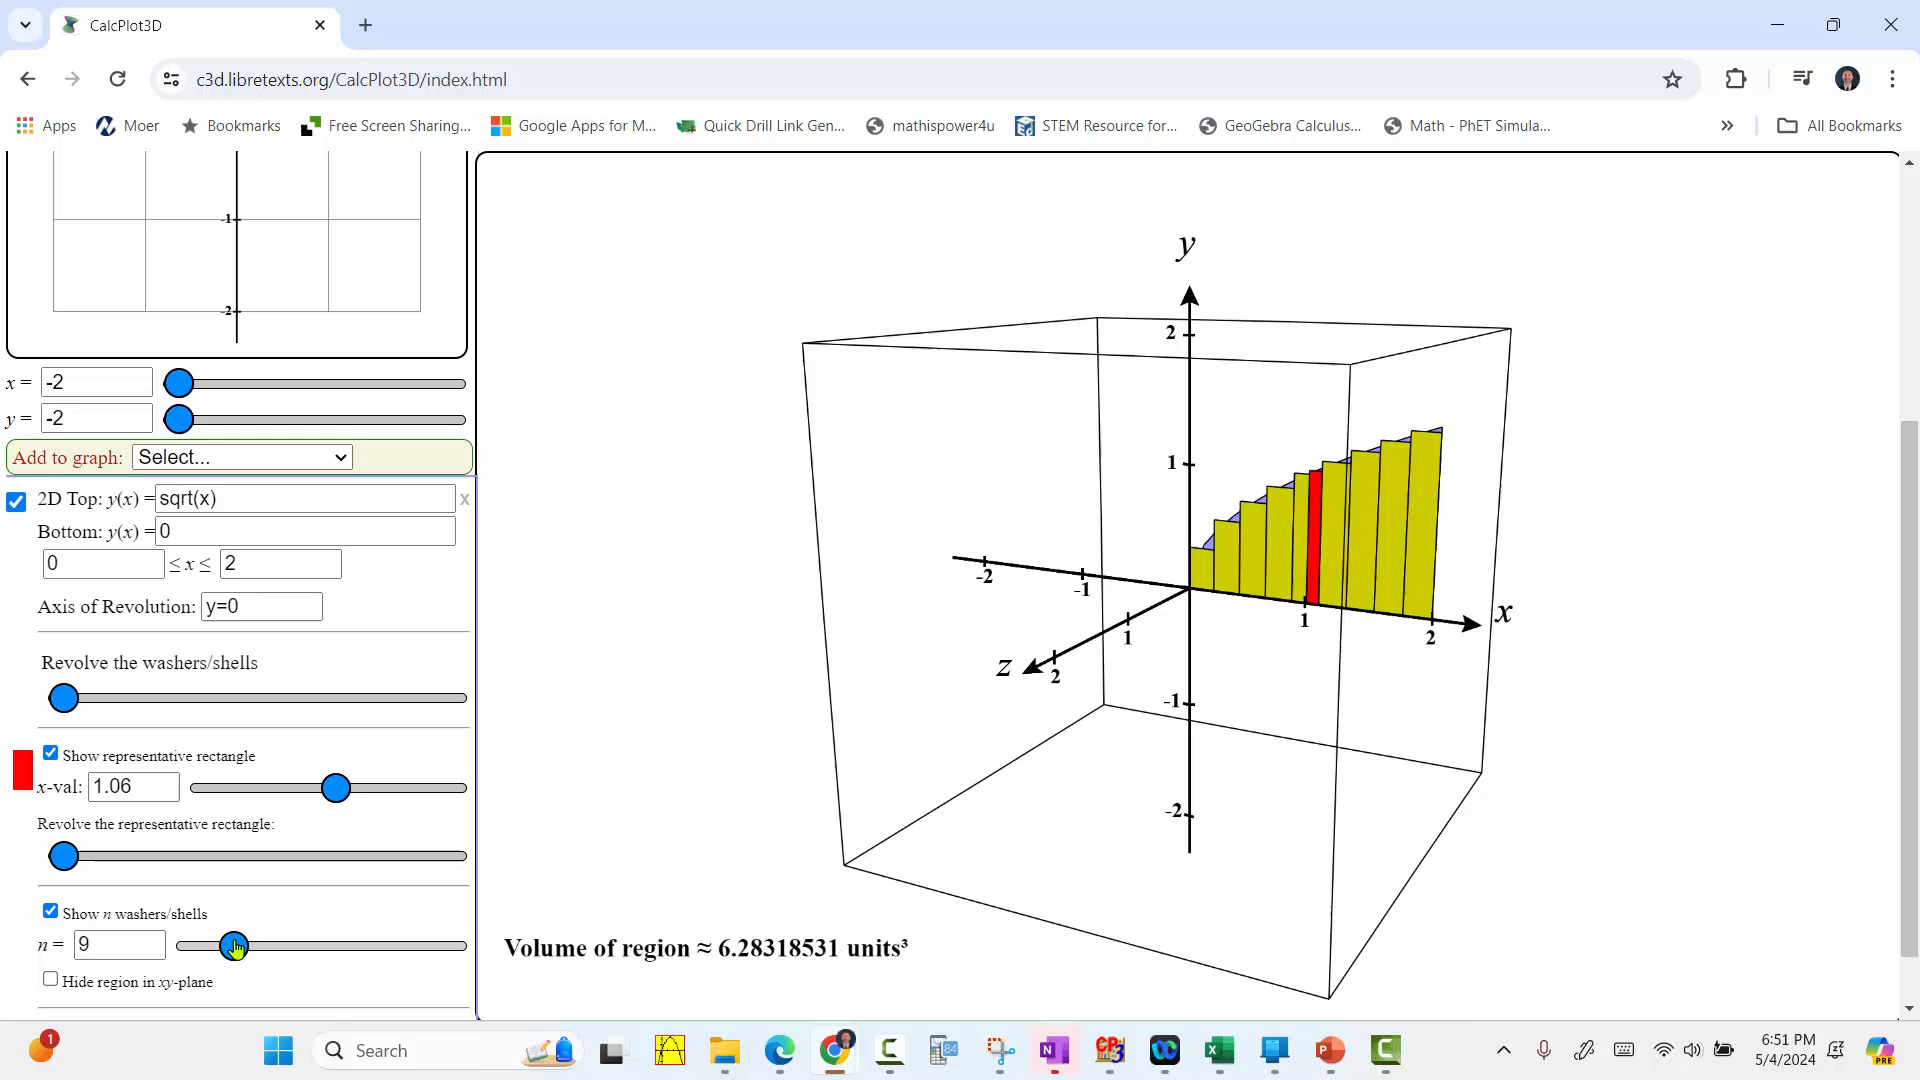 CalcPlot3D
c3d.libretexts.org/CalcPlot3D/index.html
Apps Moer Bookmarks Free Screen Sharing... Google Apps for M... Quick Drill Link Gen... mathispower4u STEM Resource for... GeoGebra Calculus... Math - PhET Simula... » All Bookmarks
-1
-2
x = -2
y = -2
Add to graph: Select...
2D Top: y(x) = sqrt(x) x
Bottom: y(x) = 0
0 ≤ x ≤ 2
Axis of Revolution: y=0
Revolve the washers/shells
Show representative rectangle
x-val: 1.06
Revolve the representative rectangle:
Show n washers/shells
n = 9
Hide region in xy-plane
y
2
1
-2
-1
1
2
x
1
2
z
-1
-2
Volume of region ≈ 6.28318531 units³
1
Search
84
CP3
PRE
6:51 PM
5/4/2024